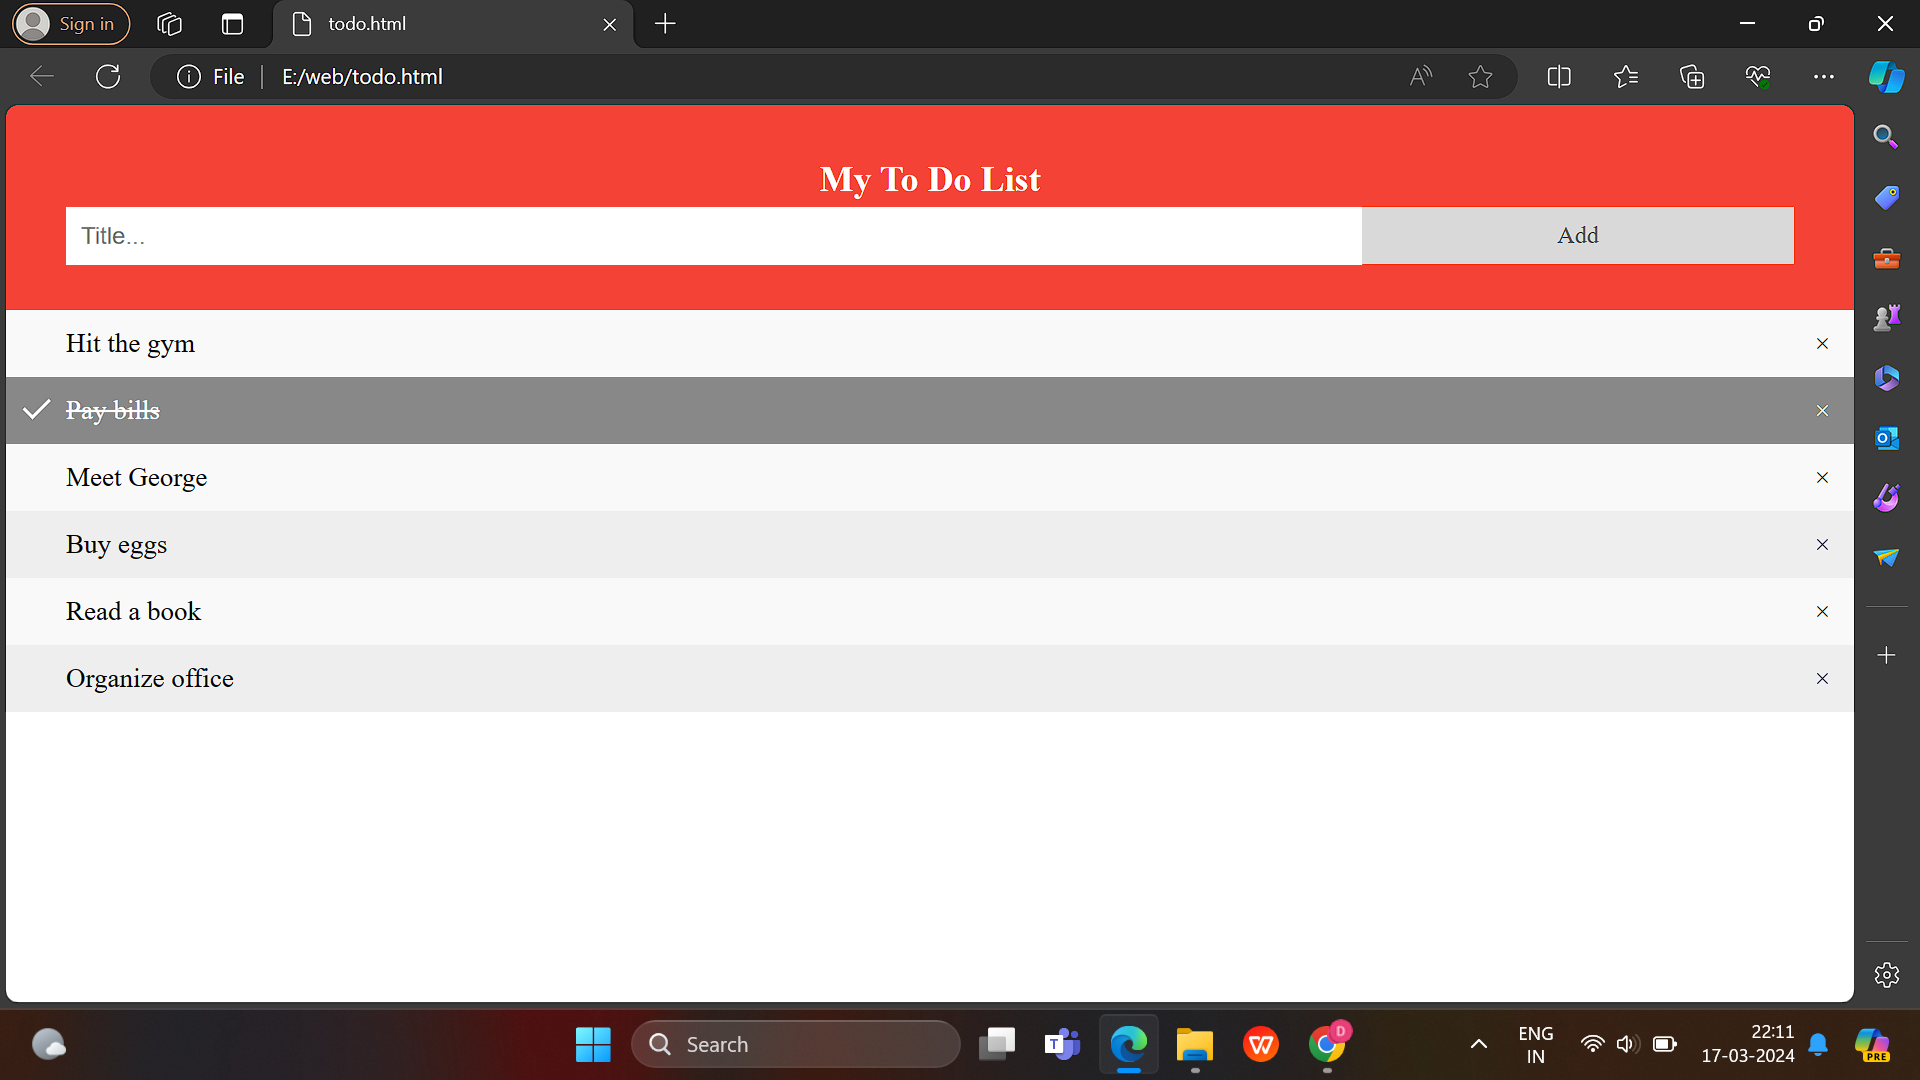 Sign in
todo.html
File
E:/web/todo.html
My To Do List
Title...
Add
Hit the gym
Pay bills
Meet George
Buy eggs
Read a book
Organize office
Search
D
ENG
IN
22:11
17-03-2024
PRE